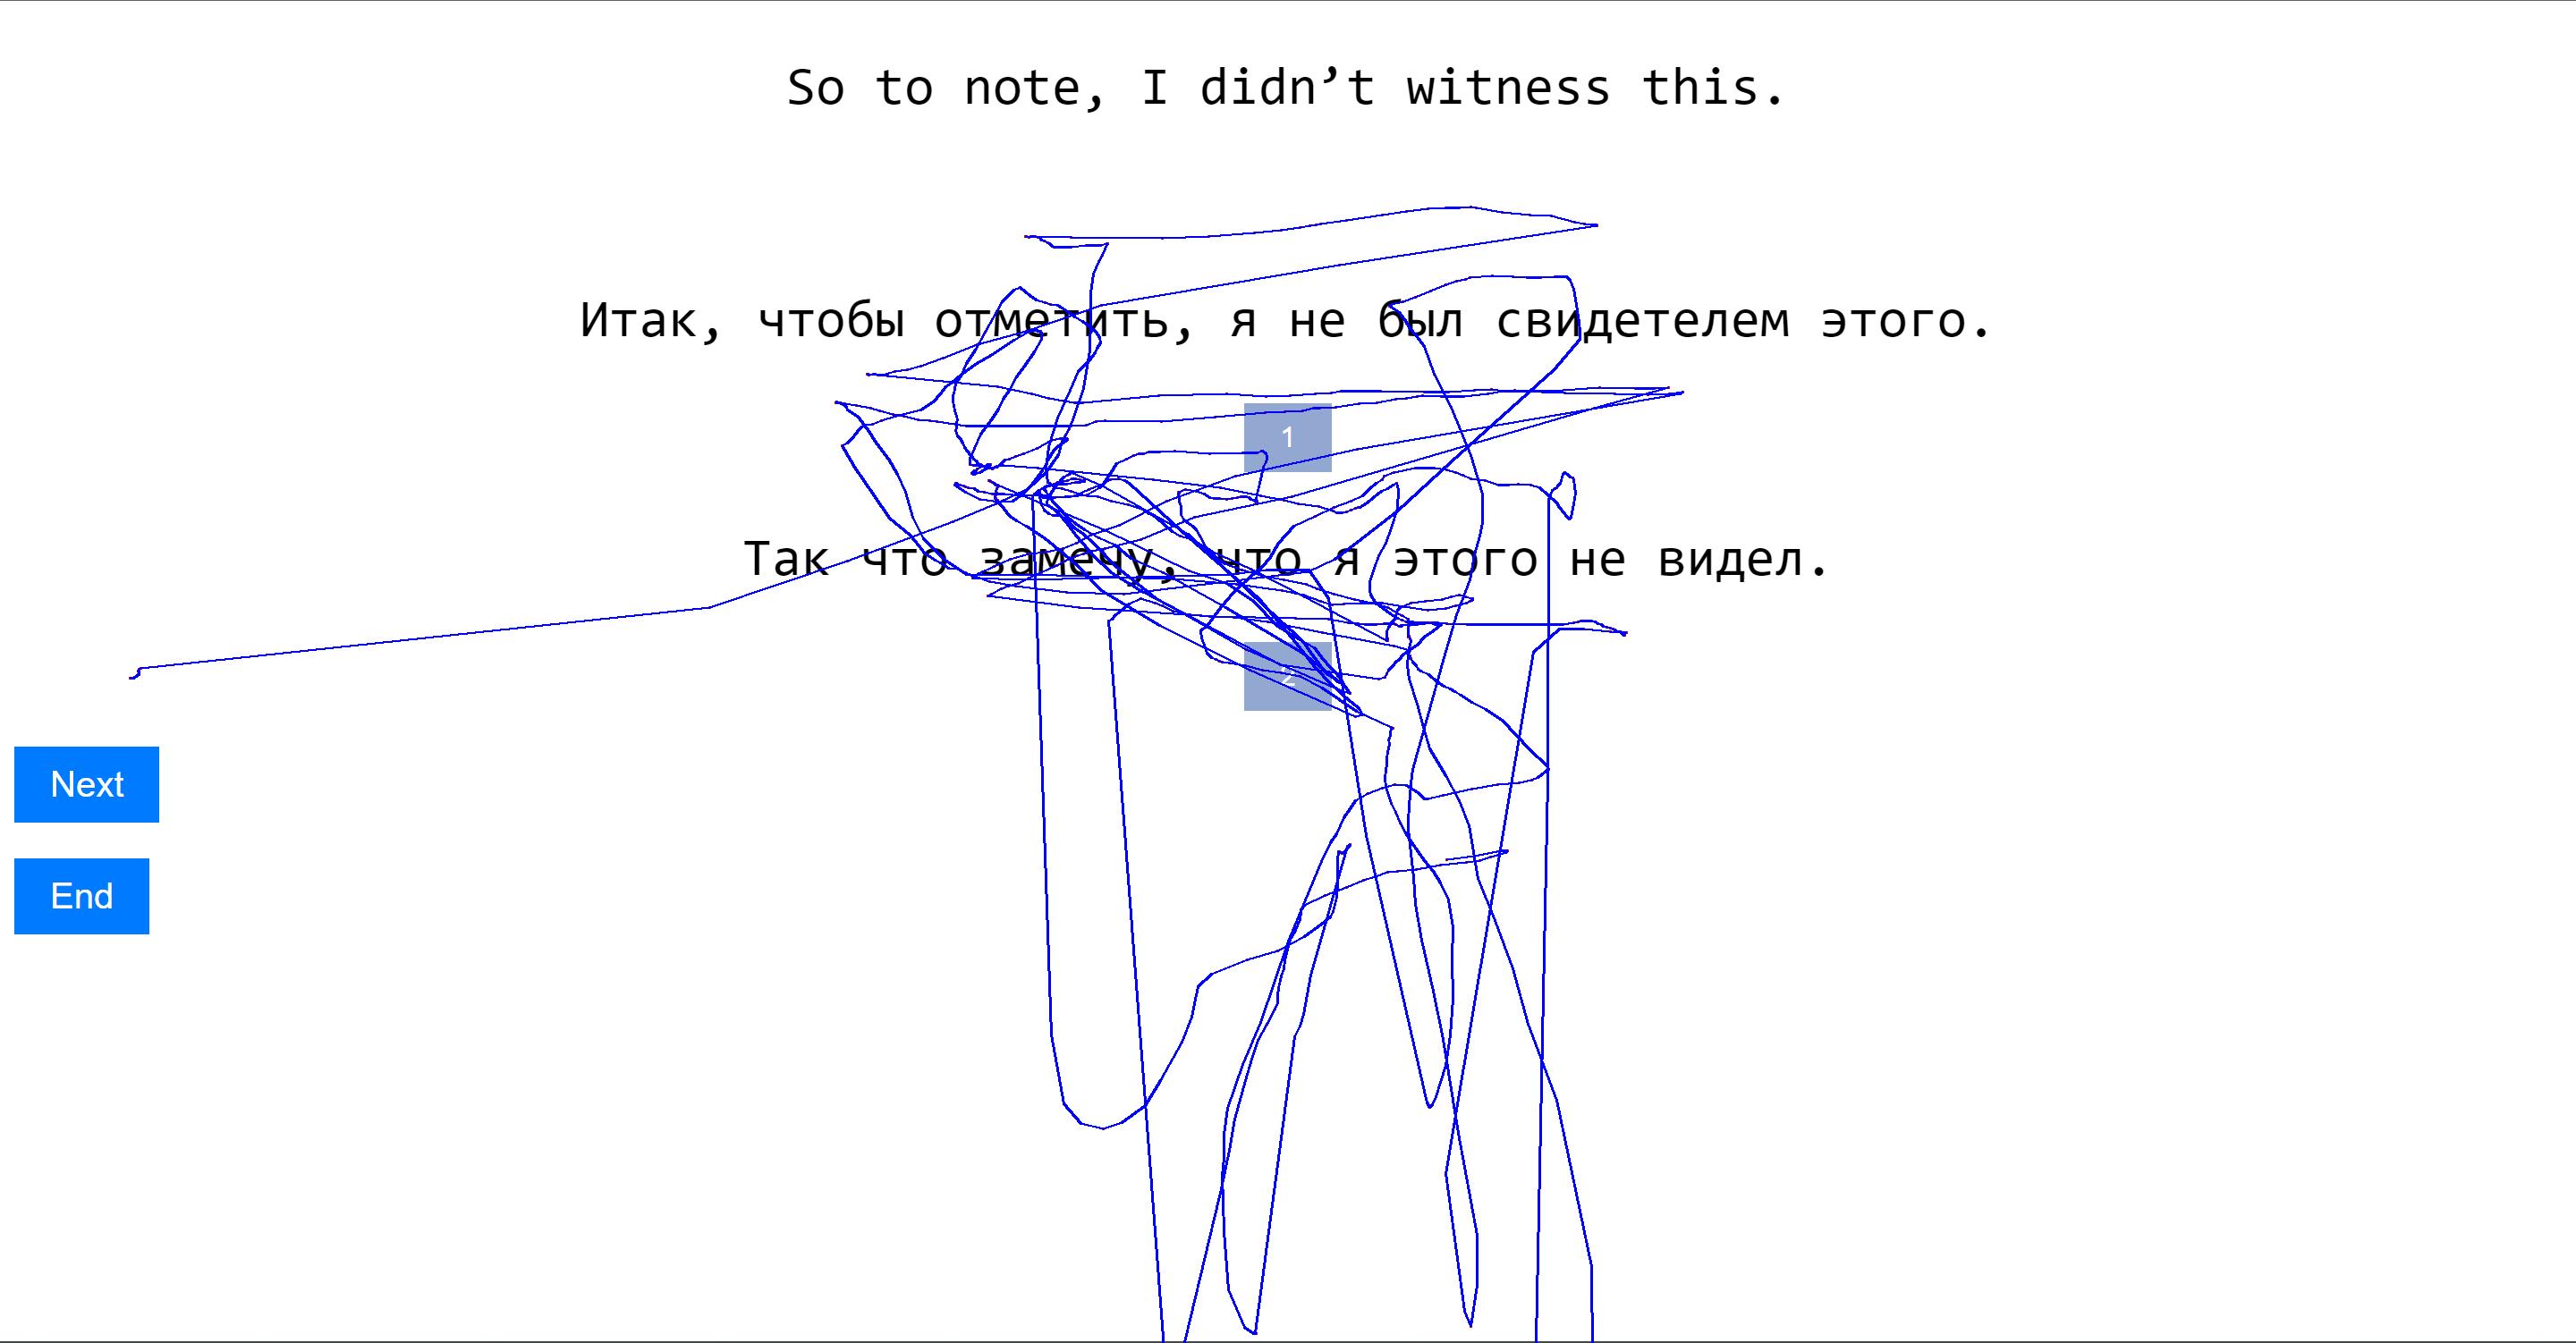 So to note, I didn’t witness this.
Итак, чтобы отметить, я не был свидетелем этого.
1
Так что замечу, что я этого не видел.
2
Next
End